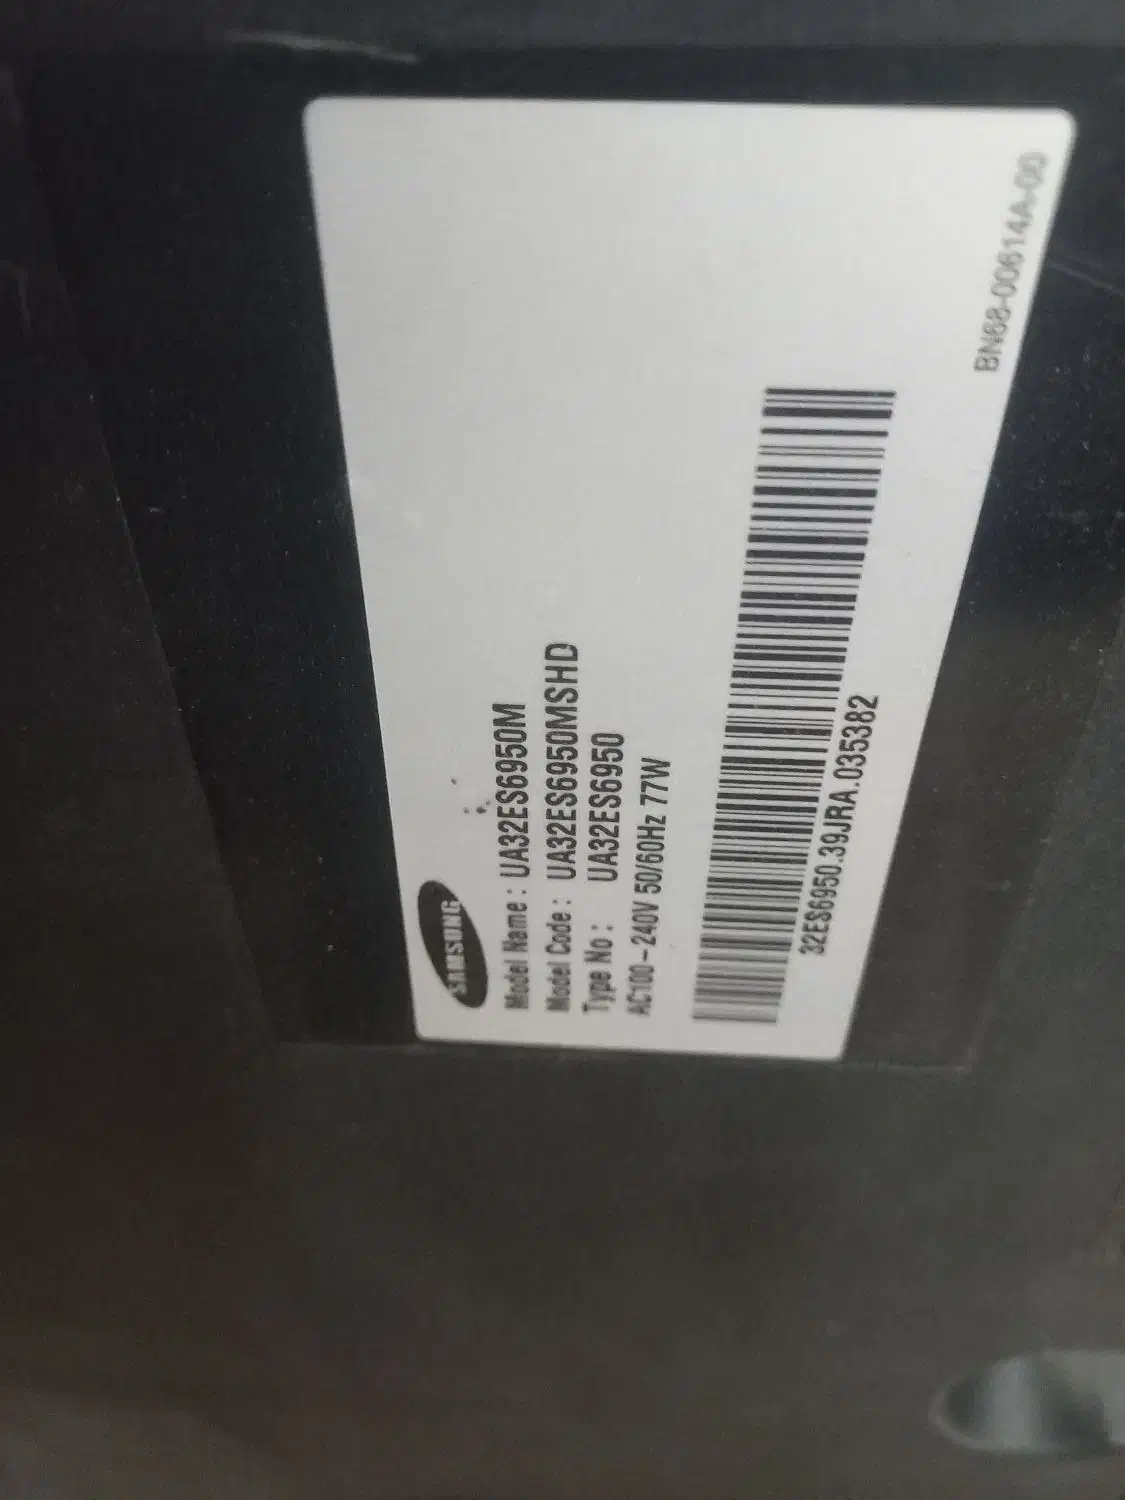 SAMSUNG
Model Name : UA32ES6950M
Model Code : UA32ES6950MSHD
Type No : UA32ES6950
AC100-240V 50/60Hz 77W
32ES6950.39JRA.035382
BN68-00614A-00